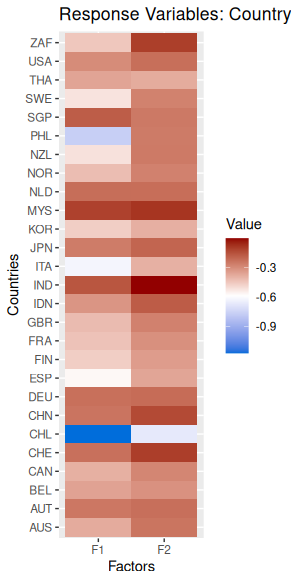 Response Variables: Country
ZAF
USA
THA
SWE
SGP
PHL
NZL
NOR
NLD
MYS
KOR
JPN
ITA
IND
IDN
GBR
FRA
FIN
ESP
DEU
CHN
CHL
CHE
CAN
BEL
AUT
AUS
Countries
F1 F2
Factors
Value
-0.3
-0.6
-0.9